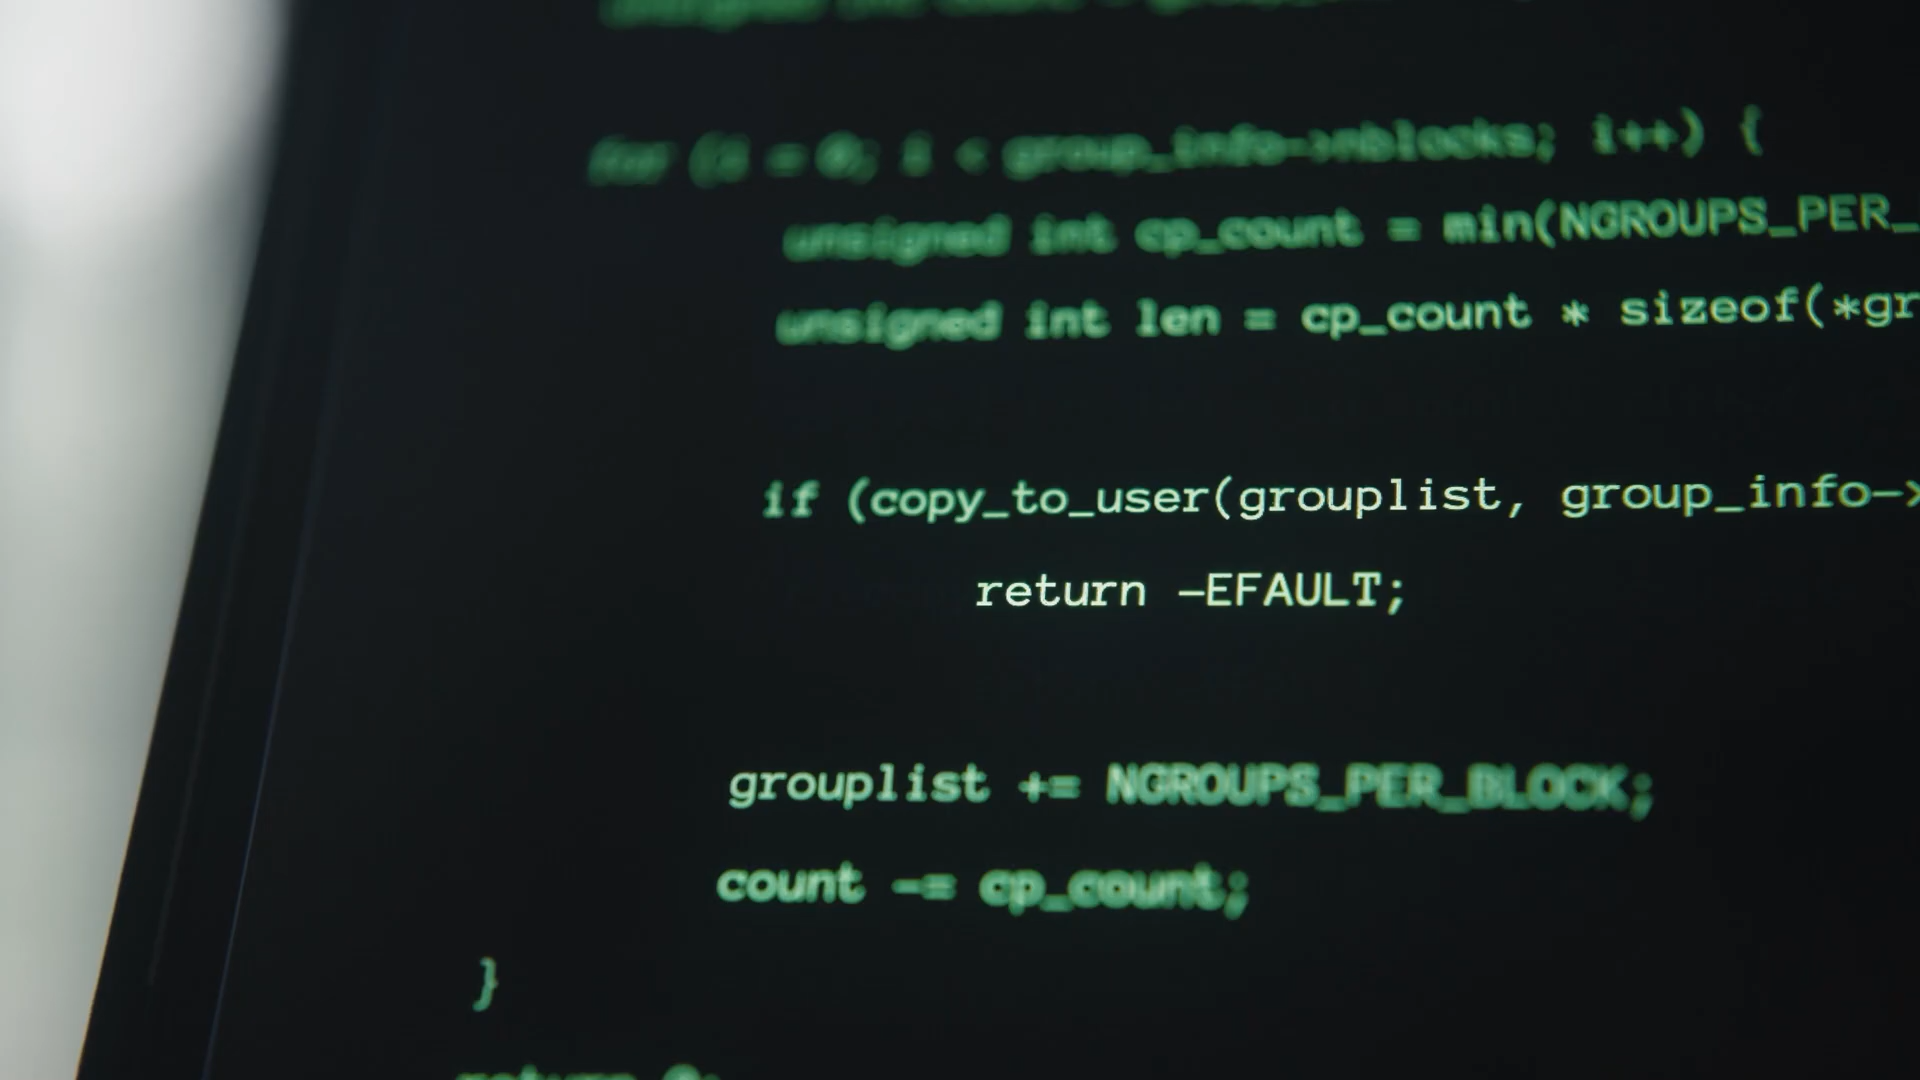 for (i = 0; i < group_info->nblocks; i++) {
unsigned int cp_count = min(NGROUPS_PER_
unsigned int len = cp_count * sizeof(*gr
if (copy_to_user(grouplist, group_info->
return -EFAULT;
grouplist += NGROUPS_PER_BLOCK;
count -= cp_count;
}